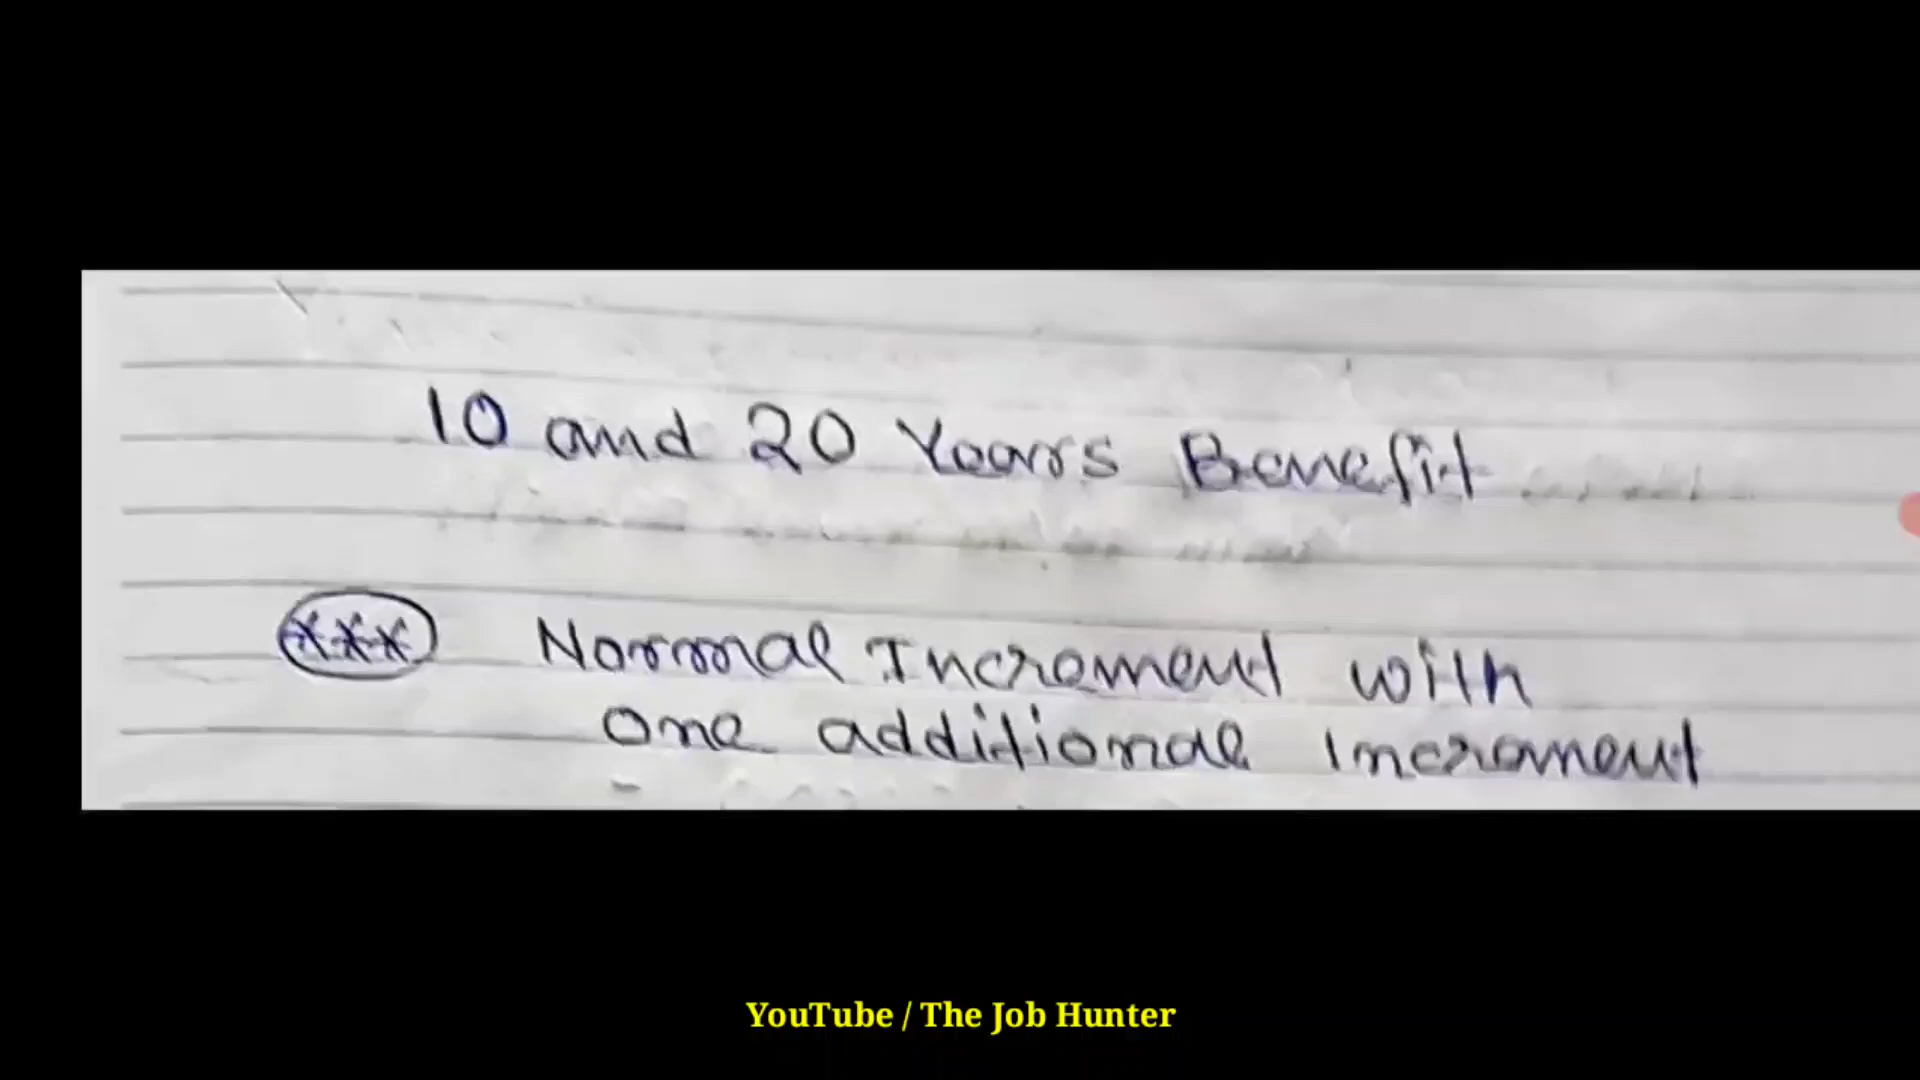 10 and 20 Years Benefit
*** Normal Increment with
one additional Increment
YouTube / The Job Hunter